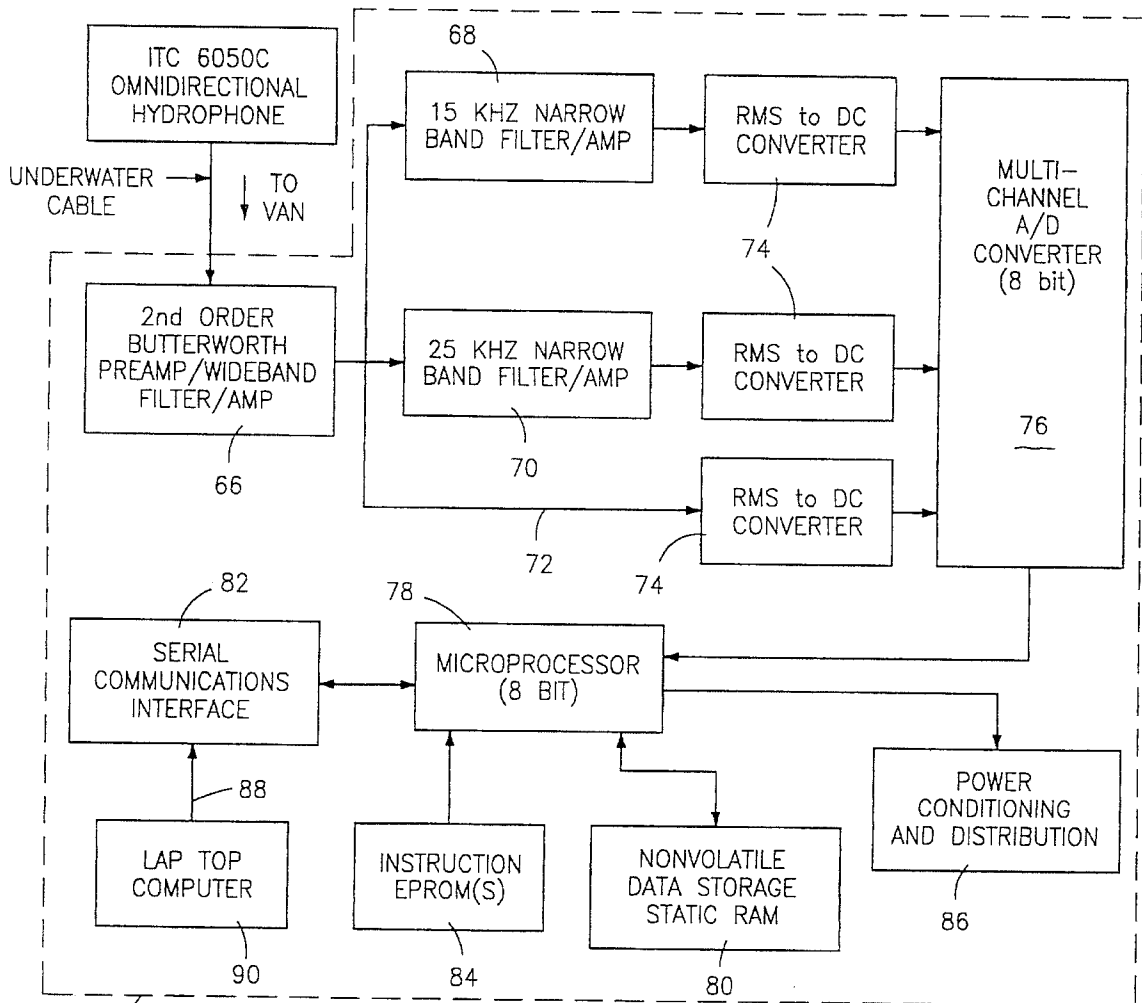 ITC 6050C
OMNIDIRECTIONAL
HYDROPHONE
UNDERWATER
CABLE
TO
VAN
2nd ORDER
BUTTERWORTH
PREAMP/WIDEBAND
FILTER/AMP
66
68
15 KHZ NARROW
BAND FILTER/AMP
RMS to DC
CONVERTER
74
25 KHZ NARROW
BAND FILTER/AMP
70
74
RMS to DC
CONVERTER
72
RMS to DC
CONVERTER
74
MULTI-
CHANNEL
A/D
CONVERTER
(8 bit)
76
82
SERIAL
COMMUNICATIONS
INTERFACE
78
MICROPROCESSOR
(8 BIT)
88
LAP TOP
COMPUTER
90
INSTRUCTION
EPROM(S)
84
NONVOLATILE
DATA STORAGE
STATIC RAM
80
POWER
CONDITIONING
AND DISTRIBUTION
86